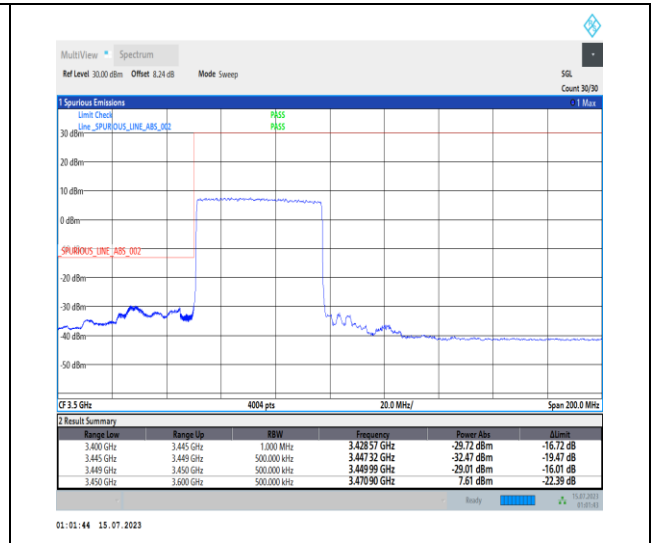 MultiView Spectrum
Ref Level 30.00 dBm Offset 8.24 dB Mode Sweep SGL
Count 30/30
1 Spurious Emissions 1 Max
Limit Check PASS
Line _SPURIOUS_LINE_ABS_002 PASS
30 dBm
20 dBm
10 dBm
0 dBm
_SPURIOUS_LINE_ABS_002
-20 dBm
-30 dBm
-40 dBm
-50 dBm
CF 3.5 GHz 4004 pts 20.0 MHz/ Span 200.0 MHz
2 Result Summary
Range Low Range Up RBW Frequency Power Abs ΔLimit
3.400 GHz 3.445 GHz 1.000 MHz 3.42857 GHz -29.72 dBm -16.72 dB
3.445 GHz 3.449 GHz 500.000 kHz 3.44732 GHz -32.47 dBm -19.47 dB
3.449 GHz 3.450 GHz 500.000 kHz 3.44999 GHz -29.01 dBm -16.01 dB
3.450 GHz 3.600 GHz 500.000 kHz 3.47090 GHz 7.61 dBm -22.39 dB
Ready 15.07.2023
01:01:43
01:01:44 15.07.2023